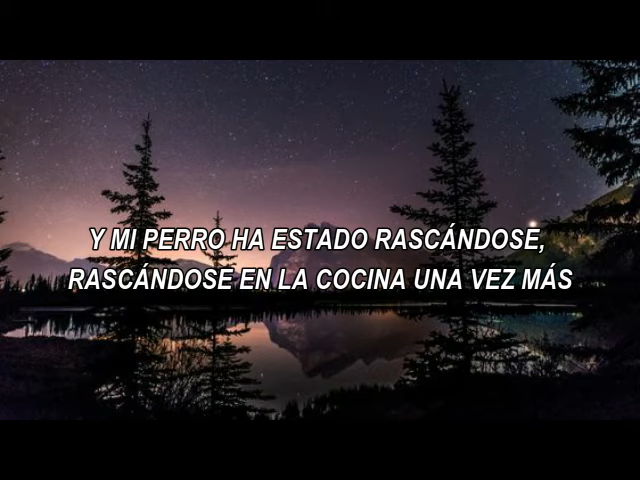 Y MI PERRO HA ESTADO RASCÁNDOSE,
RASCÁNDOSE EN LA COCINA UNA VEZ MÁS